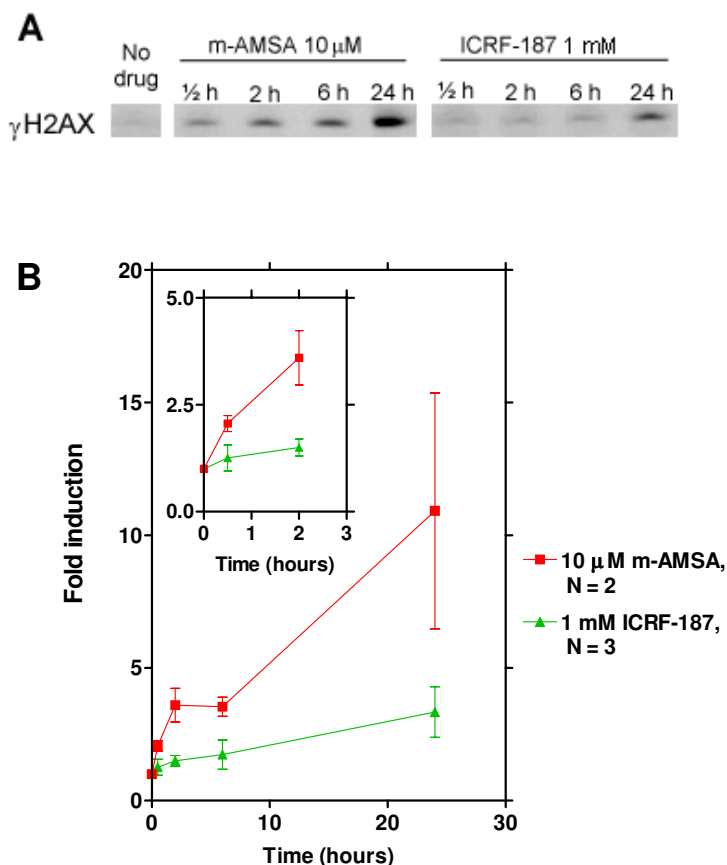 A
No drug
m-AMSA 10 μM
ICRF-187 1 mM
½ h 2 h 6 h 24 h
½ h 2 h 6 h 24 h
γH2AX
B
20
15
10
5
0
Fold induction
0 10 20 30
Time (hours)
5.0
2.5
0.0
0 1 2 3
Time (hours)
10 μM m-AMSA,
N = 2
1 mM ICRF-187,
N = 3